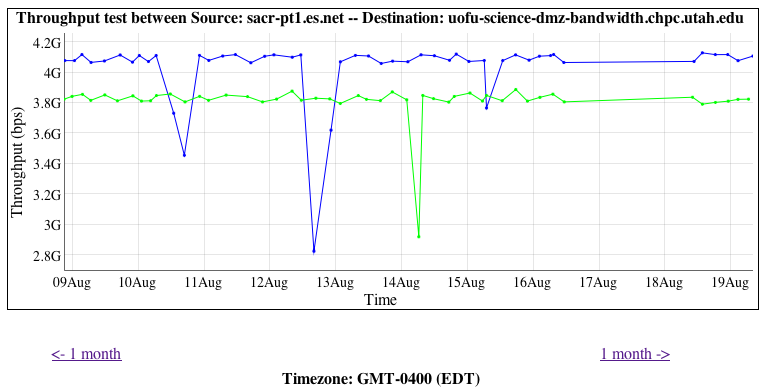 Throughput test between Source: sacr-pt1.es.net -- Destination: uofu-science-dmz-bandwidth.chpc.utah.edu
Throughput (bps)
4.2G
4G
3.8G
3.6G
3.4G
3.2G
3G
2.8G
09Aug 10Aug 11Aug 12Aug 13Aug 14Aug 15Aug 16Aug 17Aug 18Aug 19Aug
Time
<- 1 month 1 month ->
Timezone: GMT-0400 (EDT)